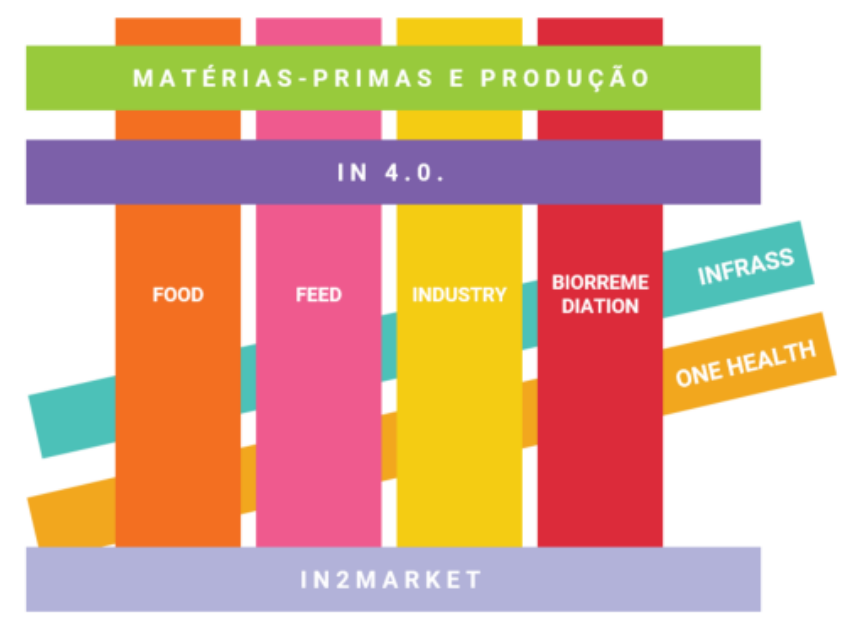 MATÉRIAS-PRIMAS E PRODUÇÃO
IN 4.0.
INFRASS
FOOD
FEED
INDUSTRY
BIORREME
DIATION
ONE HEALTH
IN2MARKET